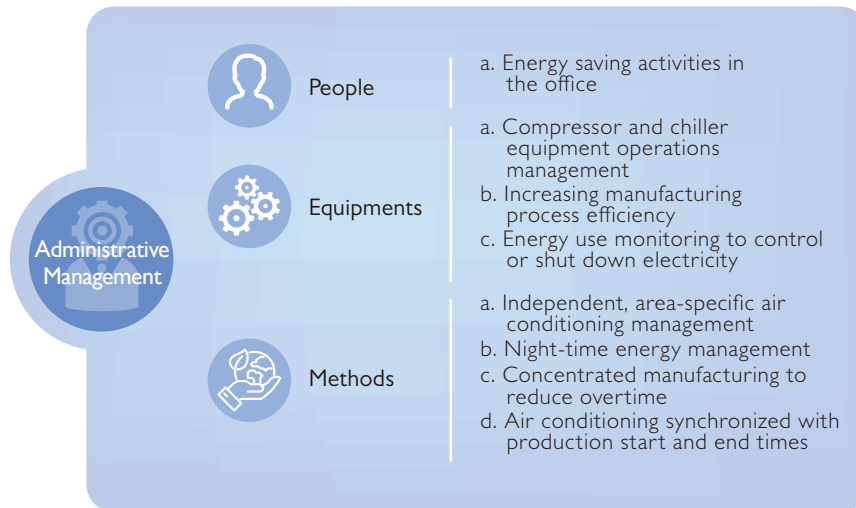 Administrative
Management
People
a. Energy saving activities in
the office
Equipments
a. Compressor and chiller
equipment operations
management
b. Increasing manufacturing
process efficiency
c. Energy use monitoring to control
or shut down electricity
Methods
a. Independent, area-specific air
conditioning management
b. Night-time energy management
c. Concentrated manufacturing to
reduce overtime
d. Air conditioning synchronized with
production start and end times